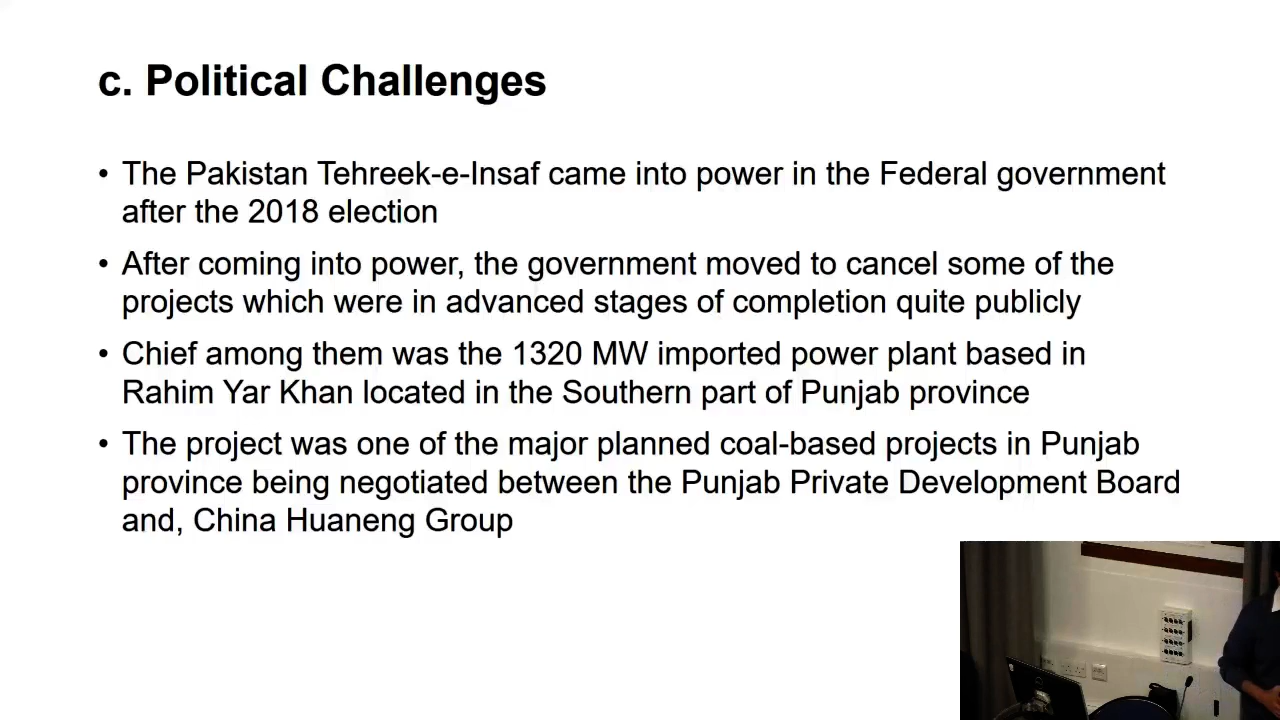 c. Political Challenges
• The Pakistan Tehreek-e-Insaf came into power in the Federal government
after the 2018 election
• After coming into power, the government moved to cancel some of the
projects which were in advanced stages of completion quite publicly
• Chief among them was the 1320 MW imported power plant based in
Rahim Yar Khan located in the Southern part of Punjab province
• The project was one of the major planned coal-based projects in Punjab
province being negotiated between the Punjab Private Development Board
and, China Huaneng Group